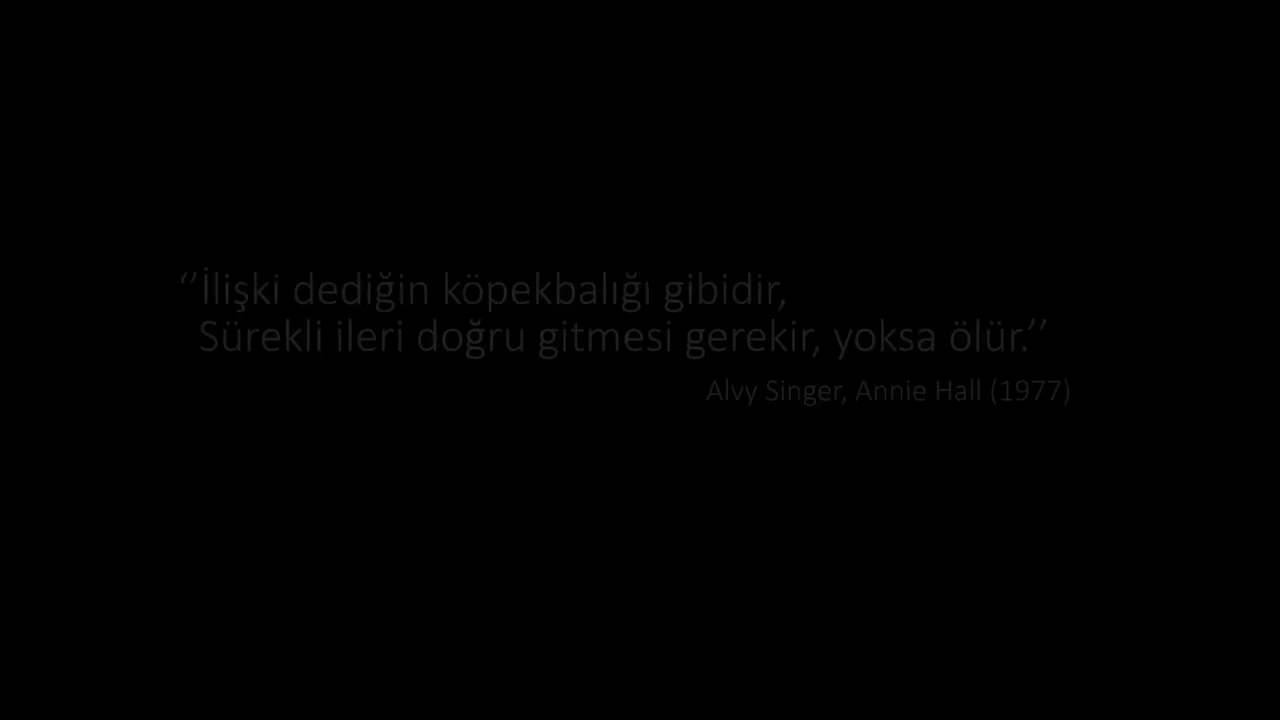 ‘’İlişki dediğin köpekbalığı gibidir,
Sürekli ileri doğru gitmesi gerekir, yoksa ölür.’’
Alvy Singer, Annie Hall (1977)